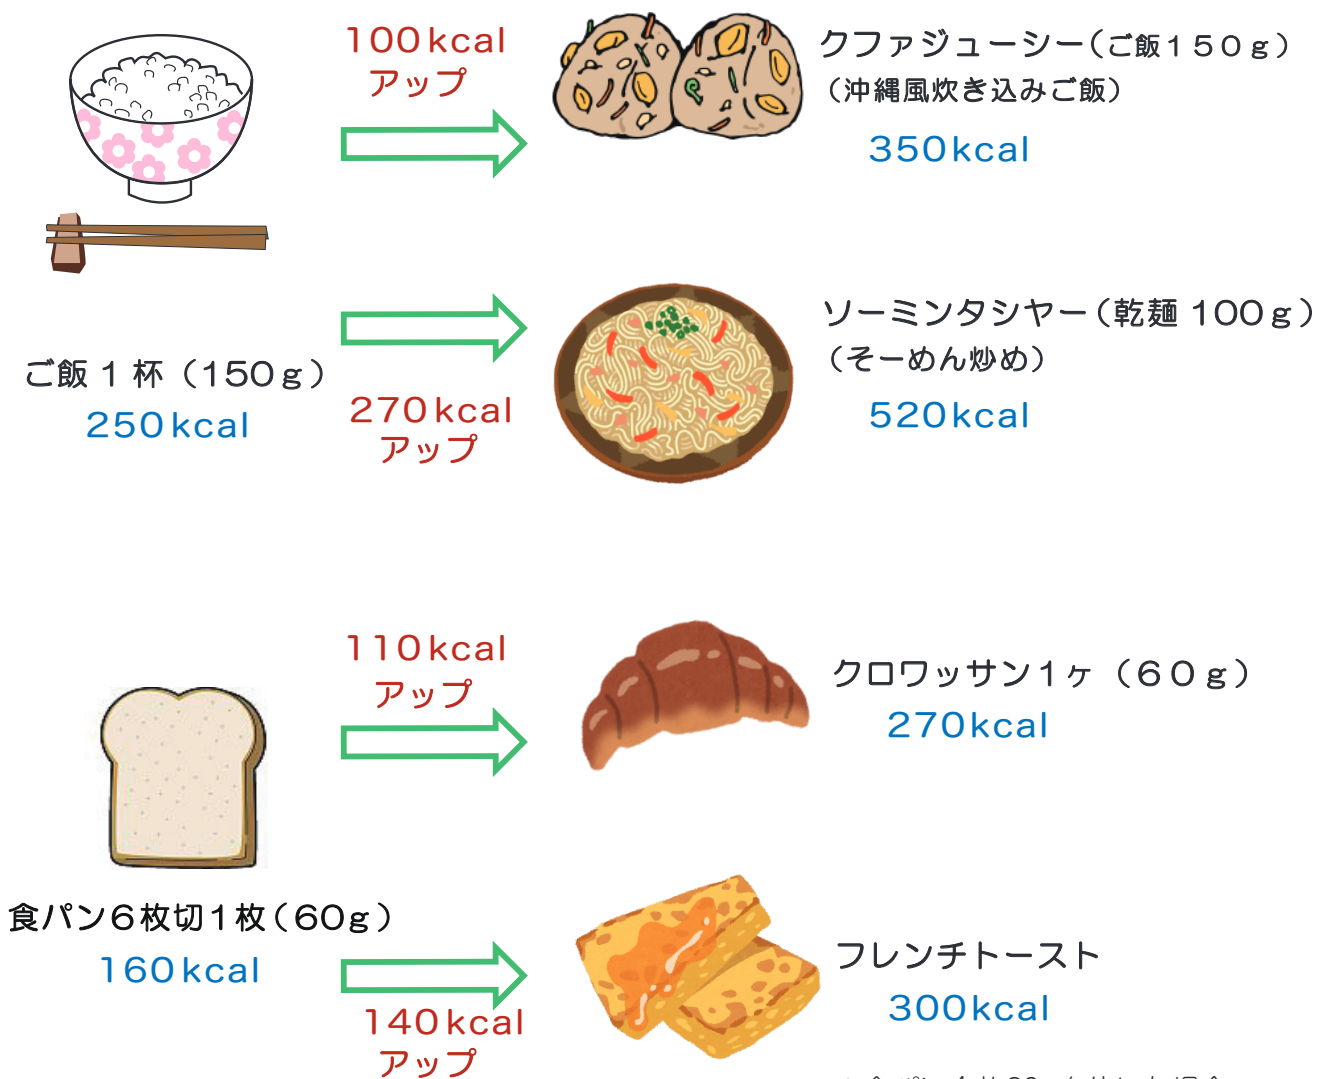 100kcal
アップ
クファジューシー（ご飯１５０ｇ）
（沖縄風炊き込みご飯）
350kcal
ご飯 1 杯（150ｇ）
250kcal
270kcal
アップ
ソーミンタシヤー（乾麺 100ｇ）
（そーめん炒め）
520kcal
110kcal
アップ
クロワッサン１ヶ（６０ｇ）
270kcal
食パン６枚切１枚（60ｇ）
160kcal
140kcal
アップ
フレンチトースト
300kcal